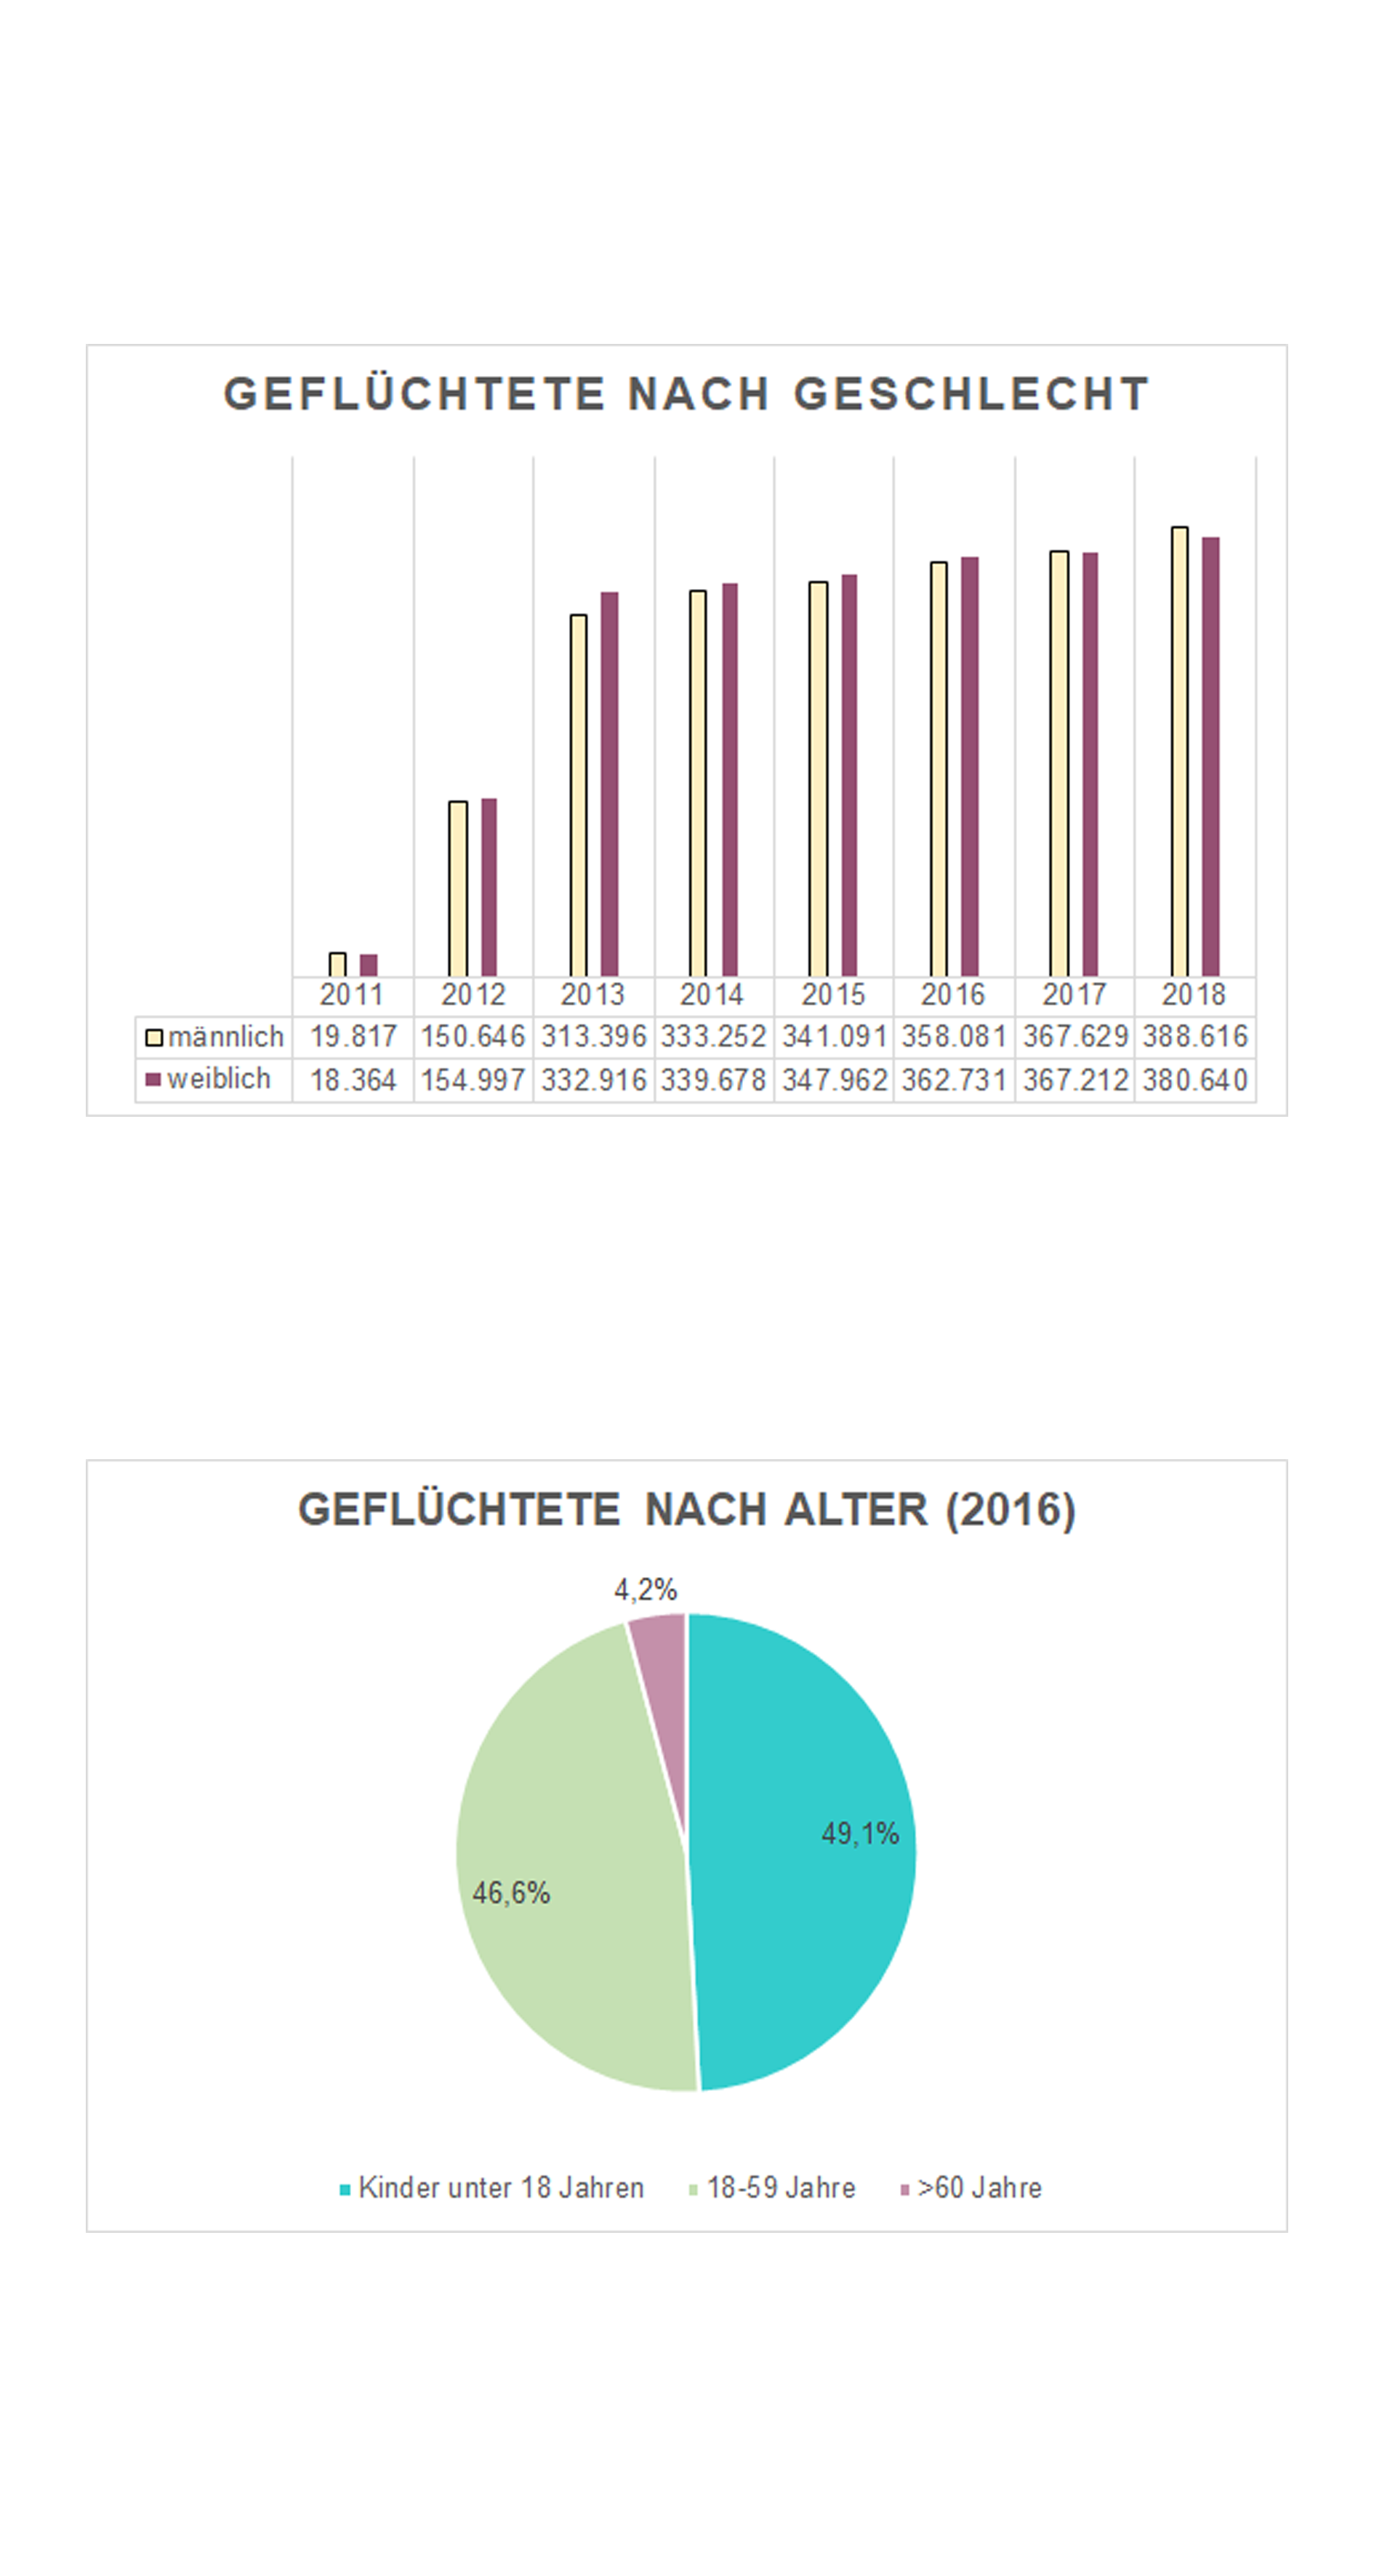 GEFLÜCHTETE NACH GESCHLECHT
2011 2012 2013 2014 2015 2016 2017 2018
männlich 19.817 150.646 313.396 333.252 341.091 358.081 367.629 388.616
weiblich 18.364 154.997 332.916 339.678 347.962 362.731 367.212 380.640
GEFLÜCHTETE NACH ALTER (2016)
4,2%
49,1%
46,6%
Kinder unter 18 Jahren 18-59 Jahre >60 Jahre